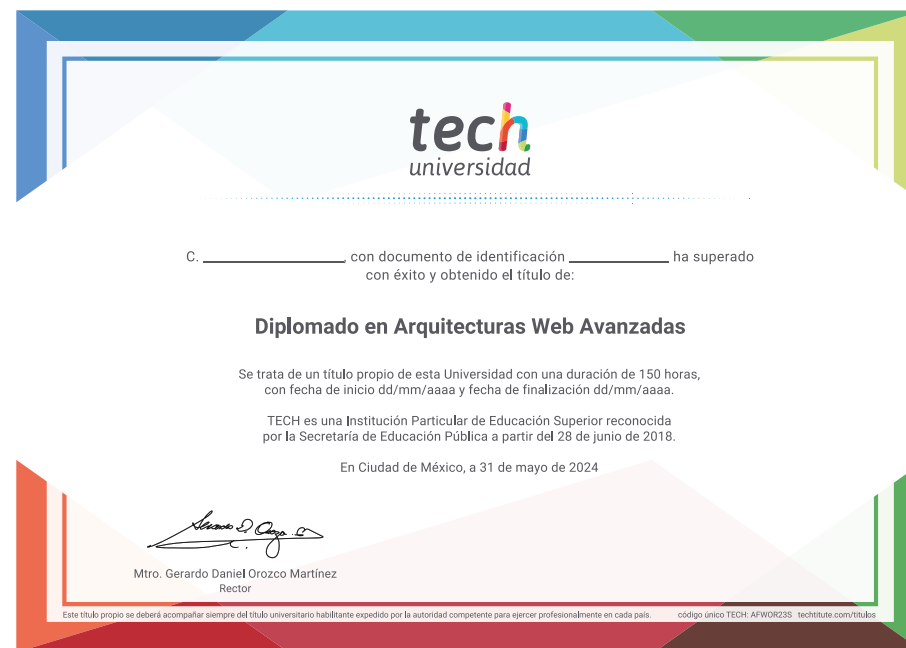 tech
universidad
C. ____________, con documento de identificación ____________ ha superado
con éxito y obtenido el título de:
Diplomado en Arquitecturas Web Avanzadas
Se trata de un título propio de esta Universidad con una duración de 150 horas,
con fecha de inicio dd/mm/aaaa y fecha de finalización dd/mm/aaaa.
TECH es una Institución Particular de Educación Superior reconocida
por la Secretaría de Educación Pública a partir del 28 de junio de 2018.
En Ciudad de México, a 31 de mayo de 2024
Mtro. Gerardo Daniel Orozco Martínez
Rector
Este título propio se deberá acompañar siempre del título universitario habilitante expedido por la autoridad competente para ejercer profesionalmente en cada país. código único TECH: AFWOR23S techtitute.com/titulos